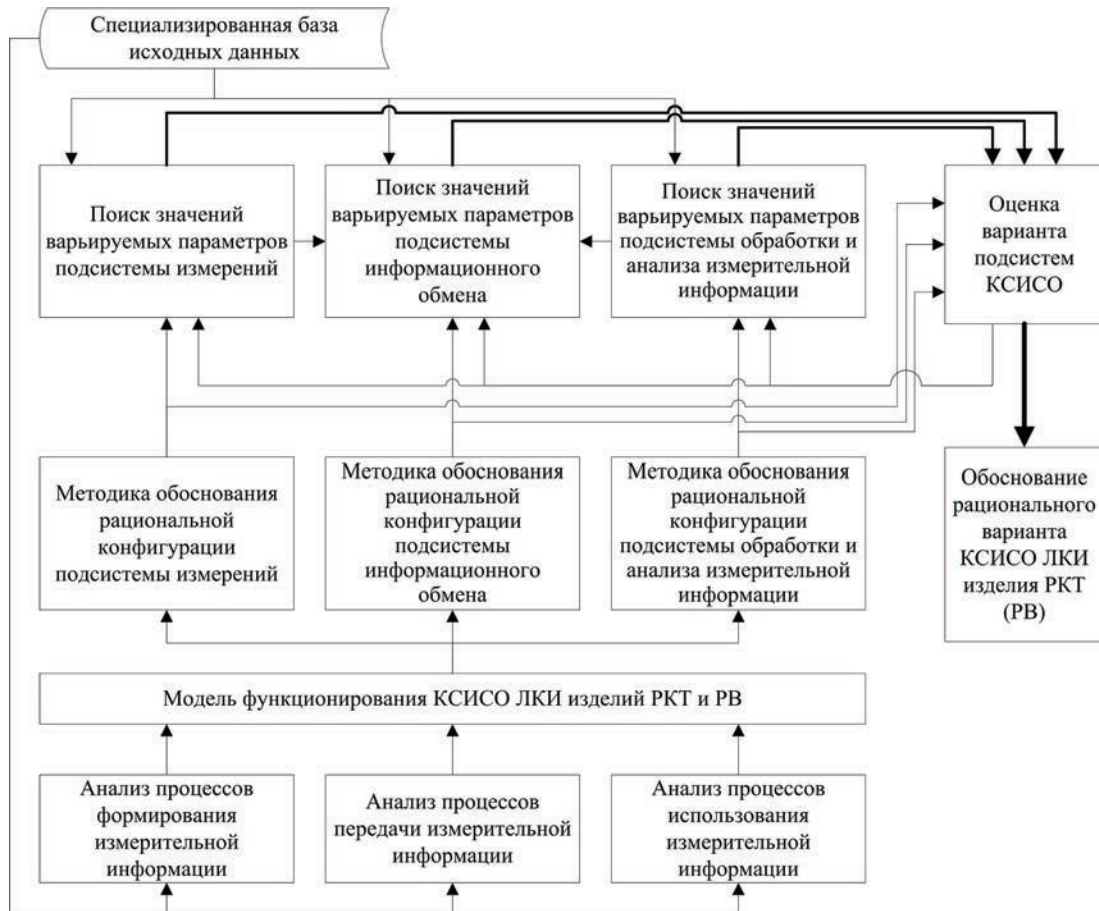 Специализированная база
исходных данных
Поиск значений
варьируемых параметров
подсистемы измерений
Поиск значений
варьируемых параметров
подсистемы
информационного
обмена
Поиск значений
варьируемых параметров
подсистемы обработки и
анализа измерительной
информации
Оценка
варианта
подсистем
КСИСО
Методика обоснования
рациональной
конфигурации
подсистемы измерений
Методика обоснования
рациональной
конфигурации
подсистемы
информационного
обмена
Методика обоснования
рациональной
конфигурации
подсистемы обработки и
анализа измерительной
информации
Обоснование
рационального
варианта
КСИСО ЛКИ
изделия РКТ
(РВ)
Модель функционирования КСИСО ЛКИ изделий РКТ и РВ
Анализ процессов
формирования
измерительной
информации
Анализ процессов
передачи измерительной
информации
Анализ процессов
использования
измерительной
информации